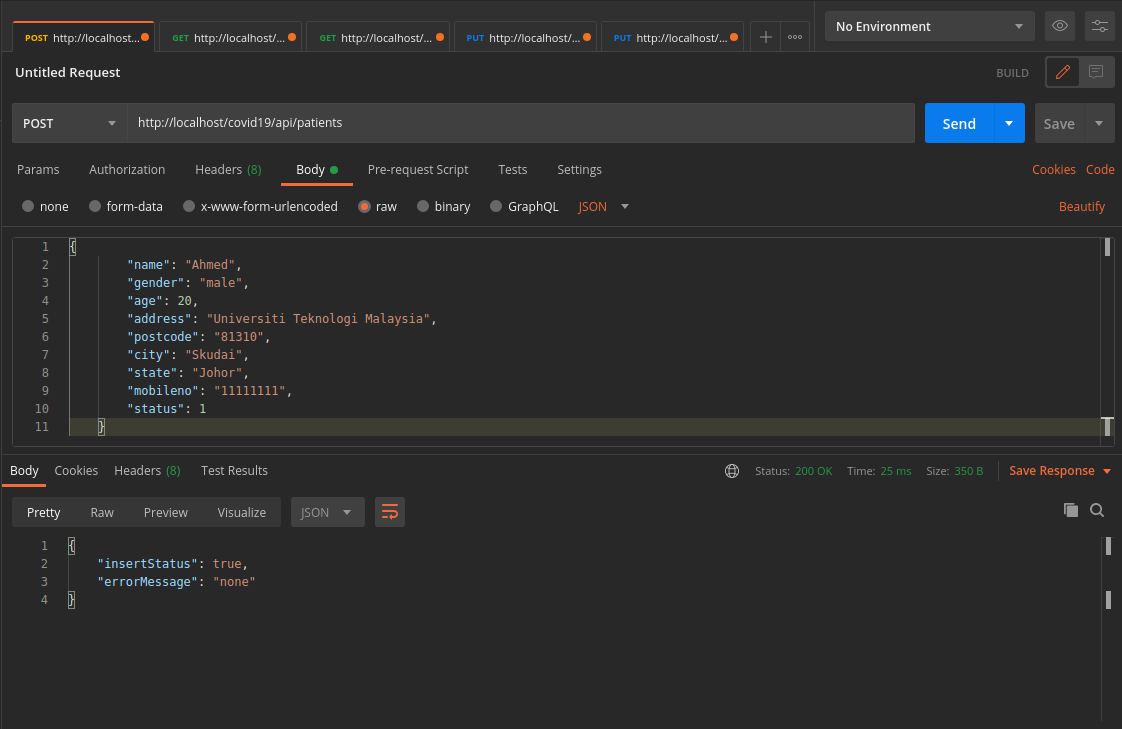 POST http://localhost... GET http://localhost/... GET http://localhost/... PUT http://localhost/... PUT http://localhost/... No Environment
Untitled Request BUILD
POST http://localhost/covid19/api/patients Send Save
Params Authorization Headers (8) Body Pre-request Script Tests Settings Cookies Code
none form-data x-www-form-urlencoded raw binary GraphQL JSON Beautify
1 {
2 "name": "Ahmed",
3 "gender": "male",
4 "age": 20,
5 "address": "Universiti Teknologi Malaysia",
6 "postcode": "81310",
7 "city": "Skudai",
8 "state": "Johor",
9 "mobileno": "11111111",
10 "status": 1
11 }
Body Cookies Headers (8) Test Results Status: 200 OK Time: 25 ms Size: 350 B Save Response
Pretty Raw Preview Visualize JSON
1 {
2 "insertStatus": true,
3 "errorMessage": "none"
4 }